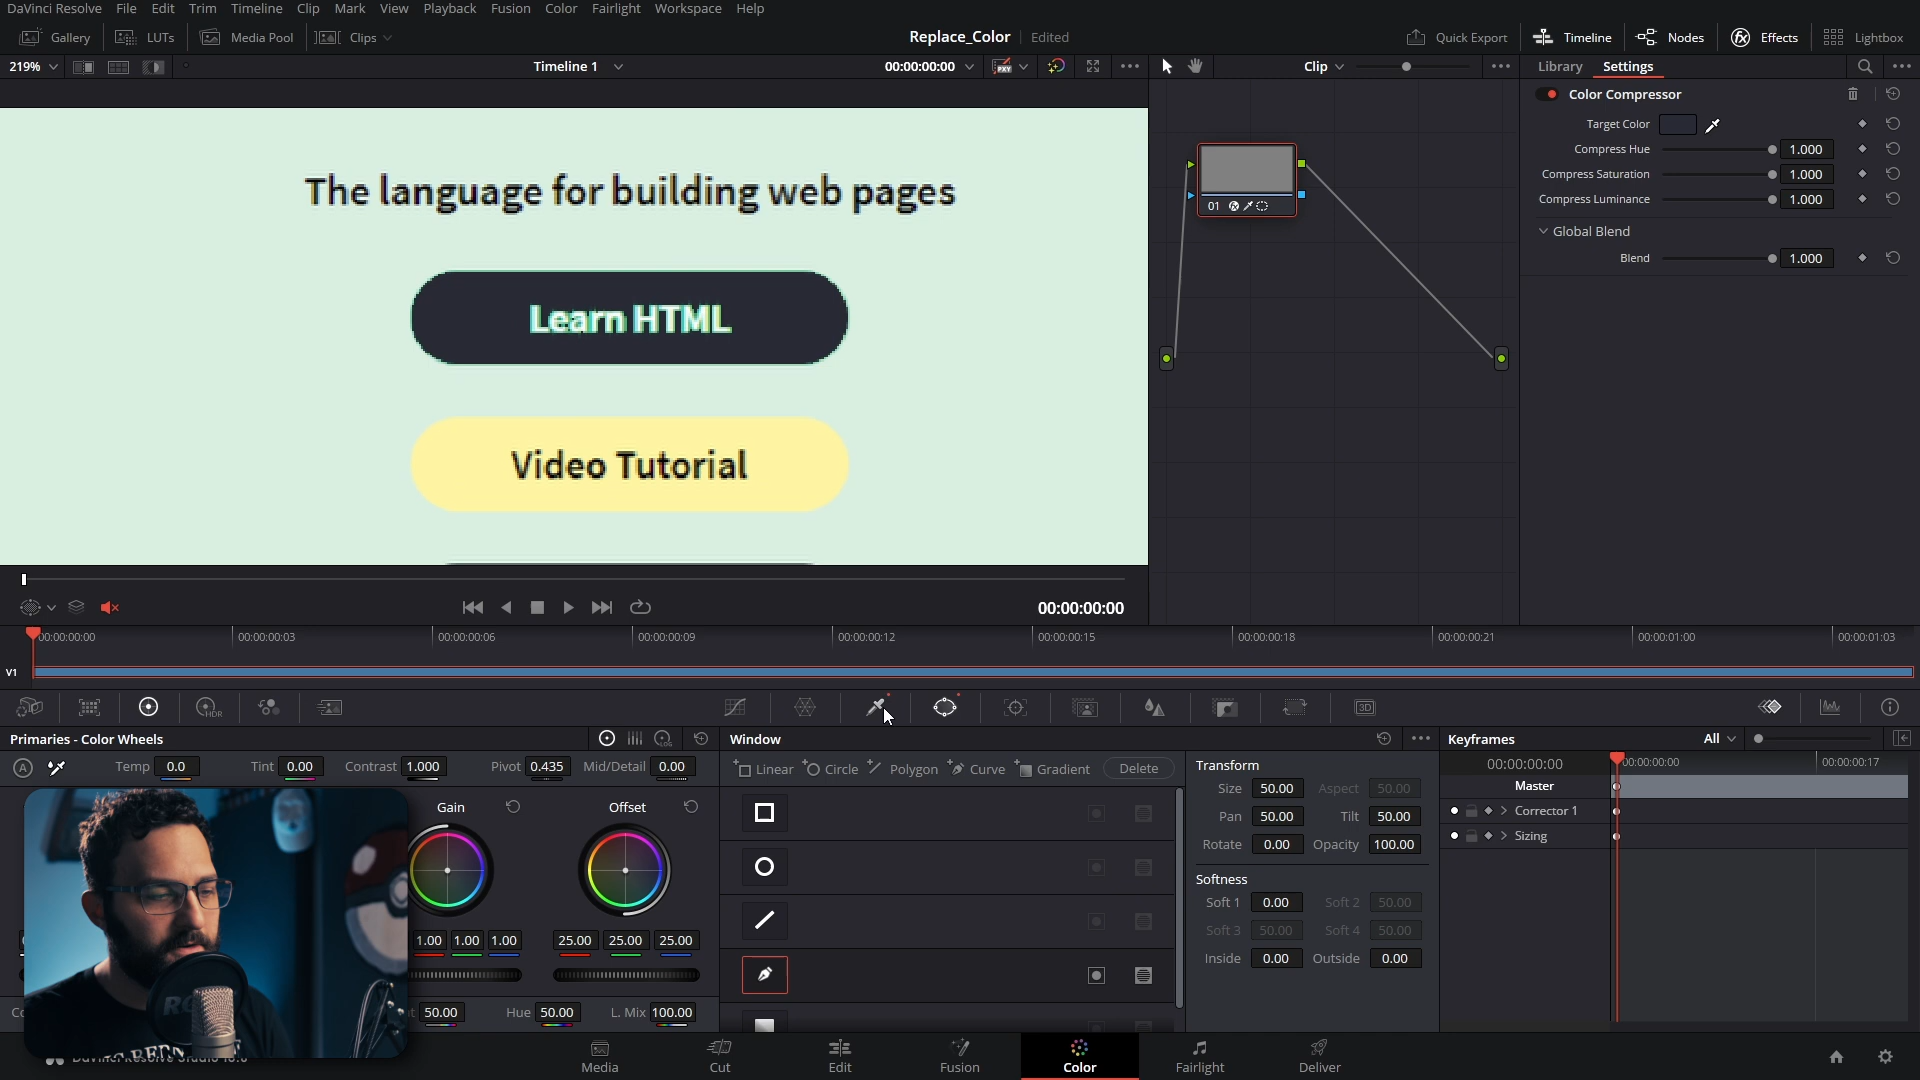 DaVinci Resolve File Edit Trim Timeline Clip Mark View Playback Fusion Color Fairlight Workspace Help
Gallery LUTs Media Pool Clips Replace_Color Edited Quick Export Timeline Nodes Effects Lightbox
219% Timeline 1 00:00:00:00 Clip Library Settings
Color Compressor
Target Color
Compress Hue 1.000
Compress Saturation 1.000
Compress Luminance 1.000
Global Blend
Blend 1.000
01
The language for building web pages
Learn HTML
Video Tutorial
00:00:00:00
00:00:00:00 00:00:00:03 00:00:00:06 00:00:00:09 00:00:00:12 00:00:00:15 00:00:00:18 00:00:00:21 00:00:01:00 00:00:01:03
V1
HDR 3D
Primaries - Color Wheels LOG Window Keyframes All
A Temp 0.0 Tint 0.00 Contrast 1.000 Pivot 0.435 Mid/Detail 0.00
Linear Circle Polygon Curve Gradient Delete
Gain Offset
1.00 1.00 1.00 25.00 25.00 25.00
50.00 Hue 50.00 L. Mix 100.00
Transform
Size 50.00 Aspect 50.00
Pan 50.00 Tilt 50.00
Rotate 0.00 Opacity 100.00
Softness
Soft 1 0.00 Soft 2 50.00
Soft 3 50.00 Soft 4 50.00
Inside 0.00 Outside 0.00
00:00:00:00 00:00:00:00 00:00:00:17
Master
Corrector 1
Sizing
Media Cut Edit Fusion Color Fairlight Deliver